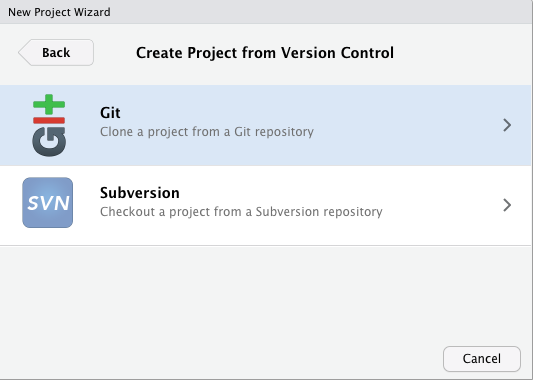 New Project Wizard
Back
Create Project from Version Control
git
Git
Clone a project from a Git repository
SVN
Subversion
Checkout a project from a Subversion repository
Cancel